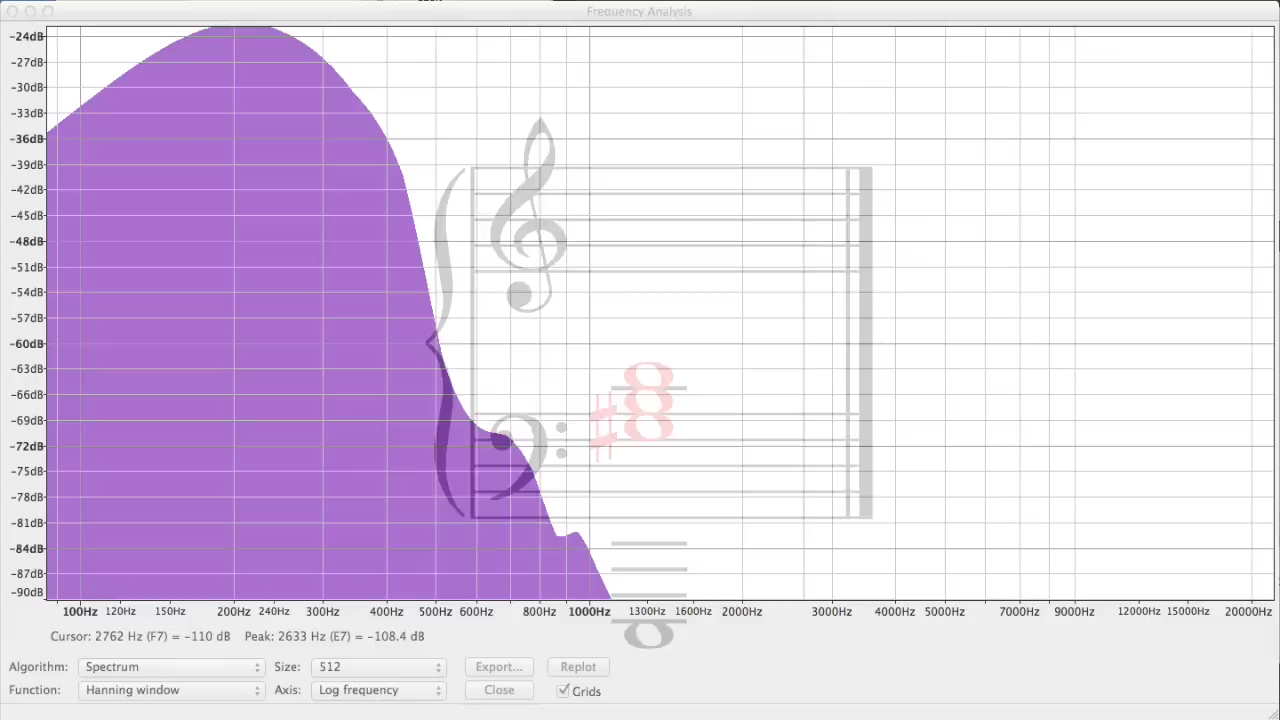 Frequency Analysis
-24dB
-27dB
-30dB
-33dB
-36dB
-39dB
-42dB
-45dB
-48dB
-51dB
-54dB
-57dB
-60dB
-63dB
-66dB
-69dB
-72dB
-75dB
-78dB
-81dB
-84dB
-87dB
-90dB
100Hz 120Hz 150Hz 200Hz 240Hz 300Hz 400Hz 500Hz 600Hz 800Hz 1000Hz 1300Hz 1600Hz 2000Hz 3000Hz 4000Hz 5000Hz 7000Hz 9000Hz 12000Hz 15000Hz 20000Hz
Cursor: 2762 Hz (F7) = -110 dB Peak: 2633 Hz (E7) = -108.4 dB
Algorithm: Spectrum Size: 512 Export... Replot
Function: Hanning window Axis: Log frequency Close Grids